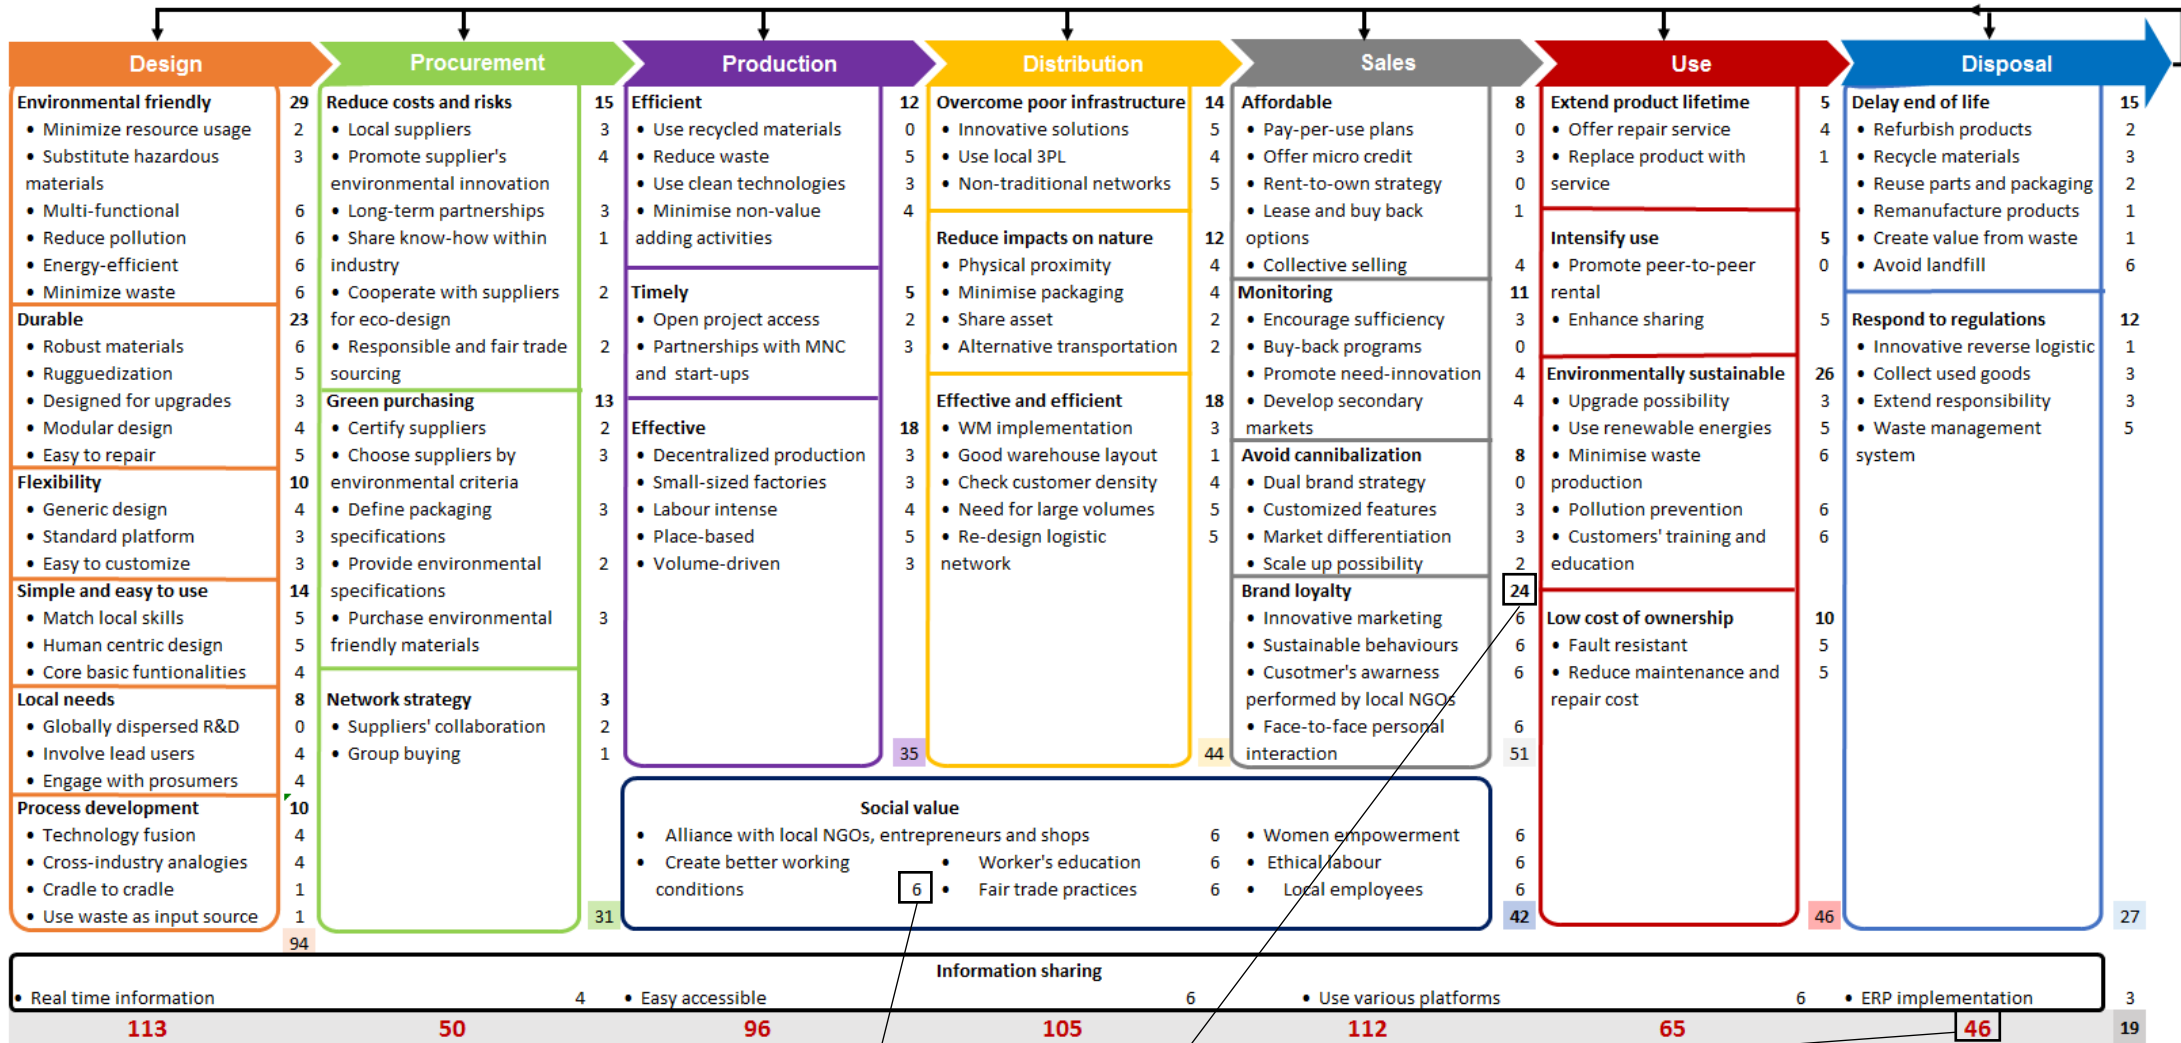 Design
Procurement
Production
Distribution
Sales
Use
Disposal
Environmental friendly 29
• Minimize resource usage 2
• Substitute hazardous 3
materials
• Multi-functional 6
• Reduce pollution 6
• Energy-efficient 6
• Minimize waste 6
Durable 23
• Robust materials 6
• Rugguedization 5
• Designed for upgrades 3
• Modular design 4
• Easy to repair 5
Flexibility 10
• Generic design 4
• Standard platform 3
• Easy to customize 3
Simple and easy to use 14
• Match local skills 5
• Human centric design 5
• Core basic funtionalities 4
Local needs 8
• Globally dispersed R&D 0
• Involve lead users 4
• Engage with prosumers 4
Process development 10
• Technology fusion 4
• Cross-industry analogies 4
• Cradle to cradle 1
• Use waste as input source 1
94
Reduce costs and risks 15
• Local suppliers 3
• Promote supplier's 4
environmental innovation
• Long-term partnerships 3
• Share know-how within 1
industry
• Cooperate with suppliers 2
for eco-design
• Responsible and fair trade 2
sourcing
Green purchasing 13
• Certify suppliers 2
• Choose suppliers by 3
environmental criteria
• Define packaging 3
specifications
• Provide environmental 2
specifications
• Purchase environmental 3
friendly materials
Network strategy 3
• Suppliers' collaboration 2
• Group buying 1
31
Efficient 12
• Use recycled materials 0
• Reduce waste 5
• Use clean technologies 3
• Minimise non-value 4
adding activities
Timely 5
• Open project access 2
• Partnerships with MNC 3
and start-ups
Effective 18
• Decentralized production 3
• Small-sized factories 3
• Labour intense 4
• Place-based 5
• Volume-driven 3
35
Overcome poor infrastructure 14
• Innovative solutions 5
• Use local 3PL 4
• Non-traditional networks 5
Reduce impacts on nature 12
• Physical proximity 4
• Minimise packaging 4
• Share asset 2
• Alternative transportation 2
Effective and efficient 18
• WM implementation 3
• Good warehouse layout 1
• Check customer density 4
• Need for large volumes 5
• Re-design logistic 5
network
44
Affordable 8
• Pay-per-use plans 0
• Offer micro credit 3
• Rent-to-own strategy 0
• Lease and buy back 1
options
• Collective selling 4
Monitoring 11
• Encourage sufficiency 3
• Buy-back programs 0
• Promote need-innovation 4
• Develop secondary 4
markets
Avoid cannibalization 8
• Dual brand strategy 0
• Customized features 3
• Market differentiation 3
• Scale up possibility 2
Brand loyalty 24
• Innovative marketing 6
• Sustainable behaviours 6
• Cusotmer's awarness 6
performed by local NGOs
• Face-to-face personal 6
interaction 51
Extend product lifetime 5
• Offer repair service 4
• Replace product with 1
service
Intensify use 5
• Promote peer-to-peer 0
rental
• Enhance sharing 5
Environmentally sustainable 26
• Upgrade possibility 3
• Use renewable energies 5
• Minimise waste 6
production
• Pollution prevention 6
• Customers' training and 6
education
Low cost of ownership 10
• Fault resistant 5
• Reduce maintenance and 5
repair cost
46
Delay end of life 15
• Refurbish products 2
• Recycle materials 3
• Reuse parts and packaging 2
• Remanufacture products 1
• Create value from waste 1
• Avoid landfill 6
Respond to regulations 12
• Innovative reverse logistic 1
• Collect used goods 3
• Extend responsibility 3
• Waste management 5
system
27
Social value
• Alliance with local NGOs, entrepreneurs and shops 6 • Women empowerment 6
• Create better working • Worker's education 6 • Ethical labour 6
conditions 6 • Fair trade practices 6 • Local employees 6
42
Information sharing
• Real time information 4 • Easy accessible 6 • Use various platforms 6 • ERP implementation 3
113 50 96 105 112 65 46 19